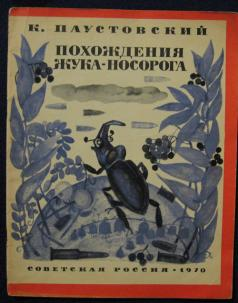 К. ПАУСТОВСКИЙ
ПОХОЖДЕНИЯ
ЖУКА-НОСОРОГА
СОВЕТСКАЯ РОССИЯ • 1970